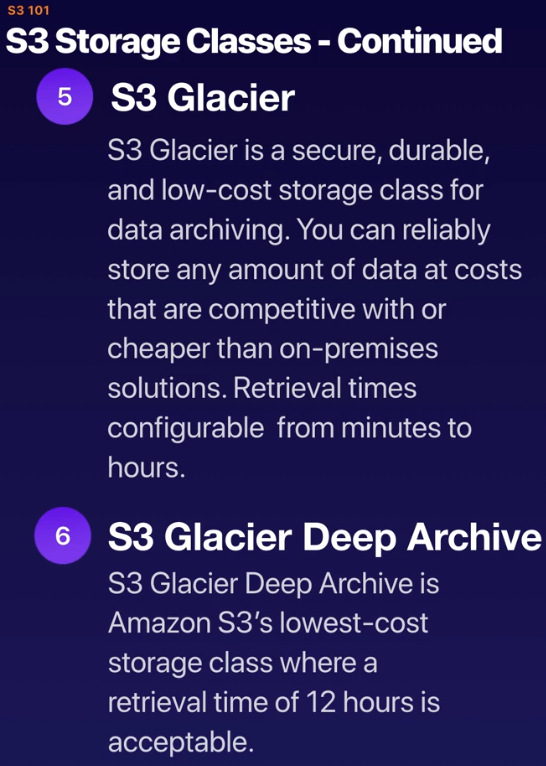 S3 101
S3 Storage Classes - Continued
5 S3 Glacier
S3 Glacier is a secure, durable,
and low-cost storage class for
data archiving. You can reliably
store any amount of data at costs
that are competitive with or
cheaper than on-premises
solutions. Retrieval times
configurable from minutes to
hours.
6 S3 Glacier Deep Archive
S3 Glacier Deep Archive is
Amazon S3’s lowest-cost
storage class where a
retrieval time of 12 hours is
acceptable.